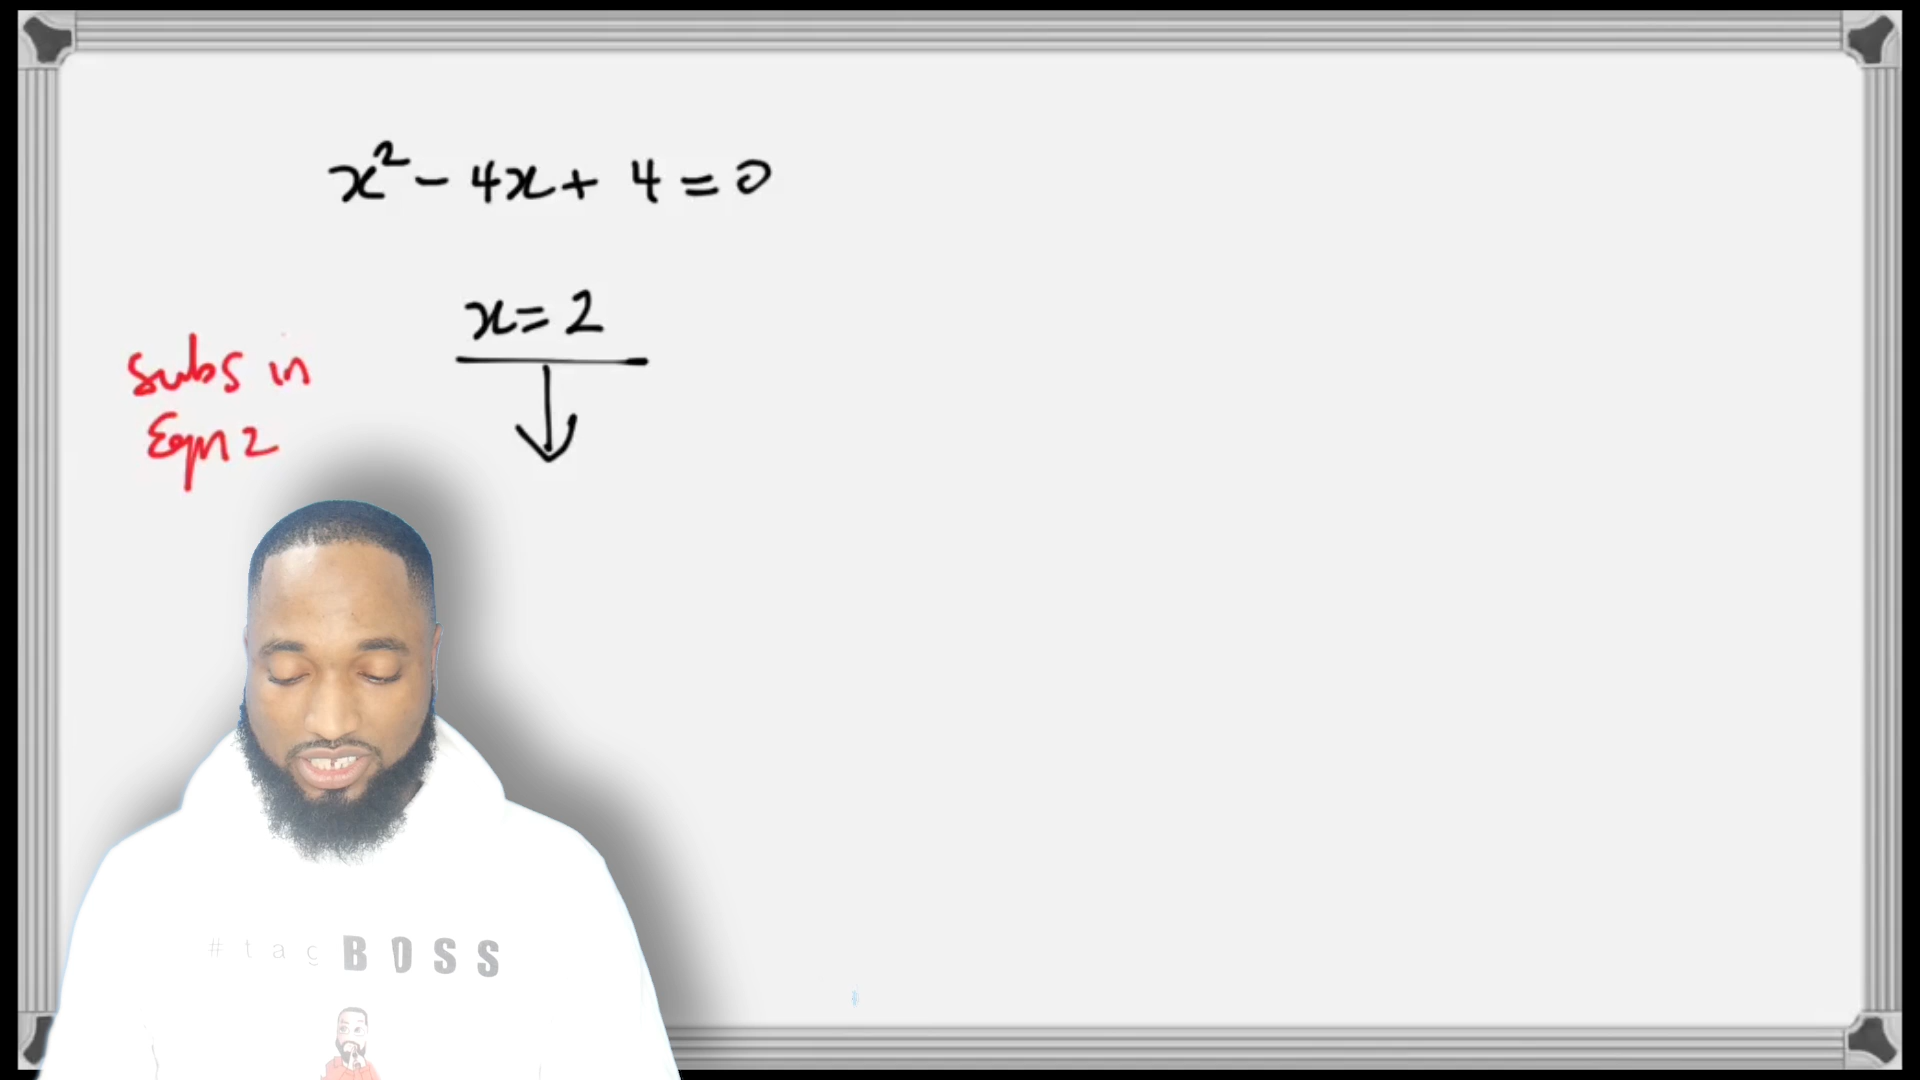 x² - 4x + 4 = 0
x = 2
Subs in
Eqn 2
#tagBOSS